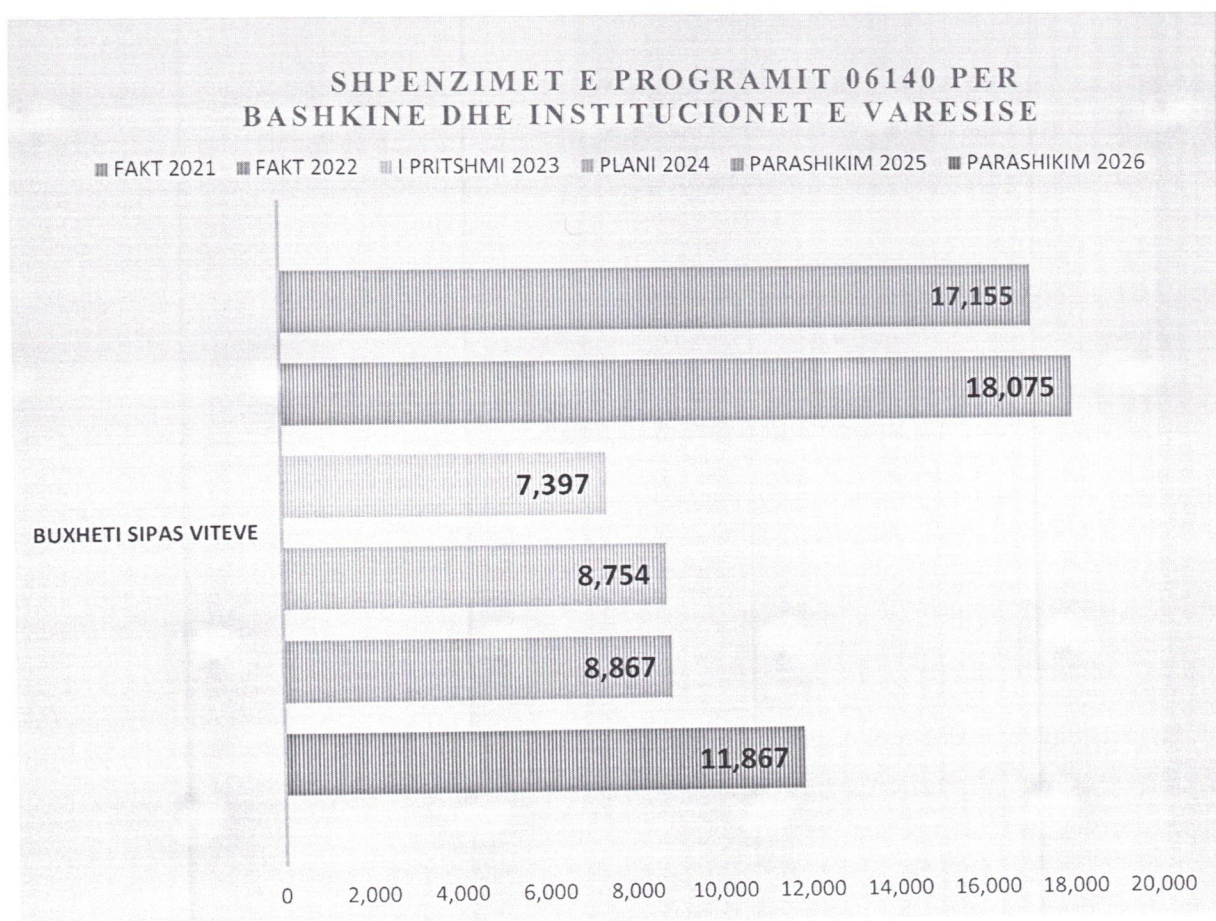 SHPENZIMET E PROGRAMIT 06140 PER
BASHKINE DHE INSTITUCIONET E VARESISE
FAKT 2021 FAKT 2022 I PRITSHMI 2023 PLANI 2024 PARASHIKIM 2025 PARASHIKIM 2026
17,155
18,075
7,397
BUXHETI SIPAS VITEVE
8,754
8,867
11,867
0 2,000 4,000 6,000 8,000 10,000 12,000 14,000 16,000 18,000 20,000